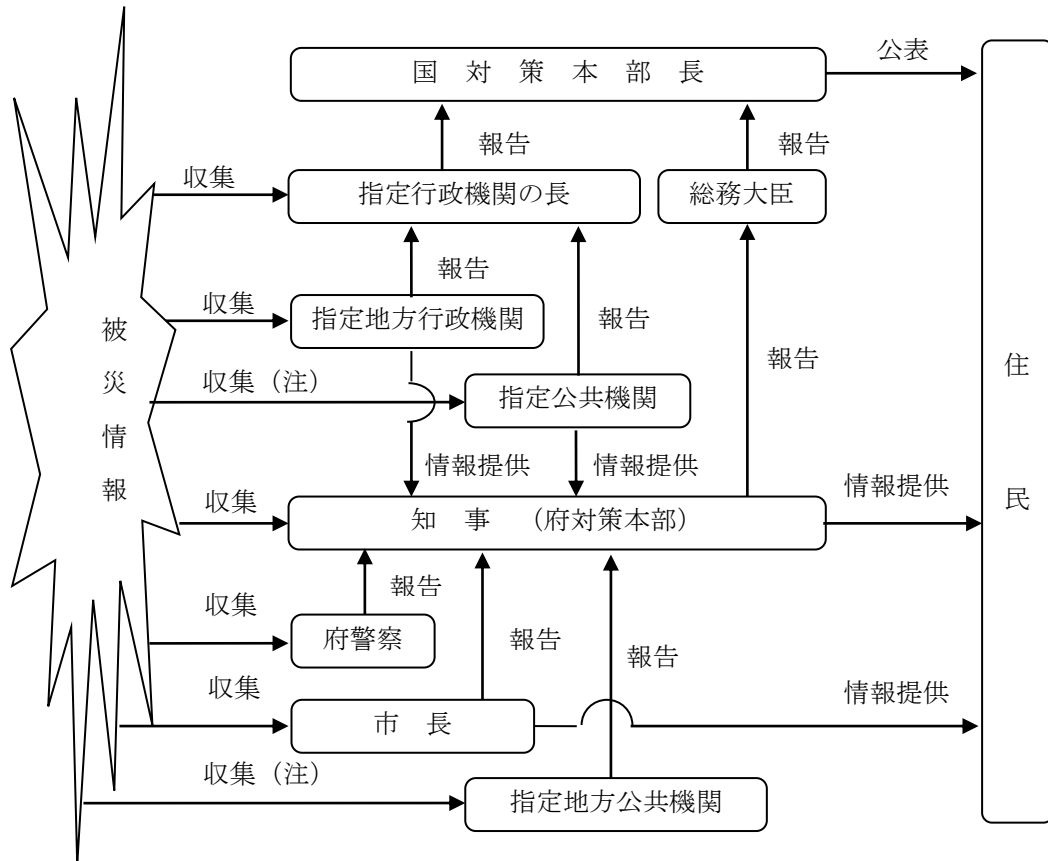 公表
国　対　策　本　部　長
報告
報告
収集
指定行政機関の長
総務大臣
報告
収集
指定地方行政機関
報告
報告
収集（注）
指定公共機関
情報提供
情報提供
収集
知　事　（府対策本部）
情報提供
報告
収集
府警察
報告
報告
収集
市　長
情報提供
収集（注）
指定地方公共機関
被
災
情
報
住
民